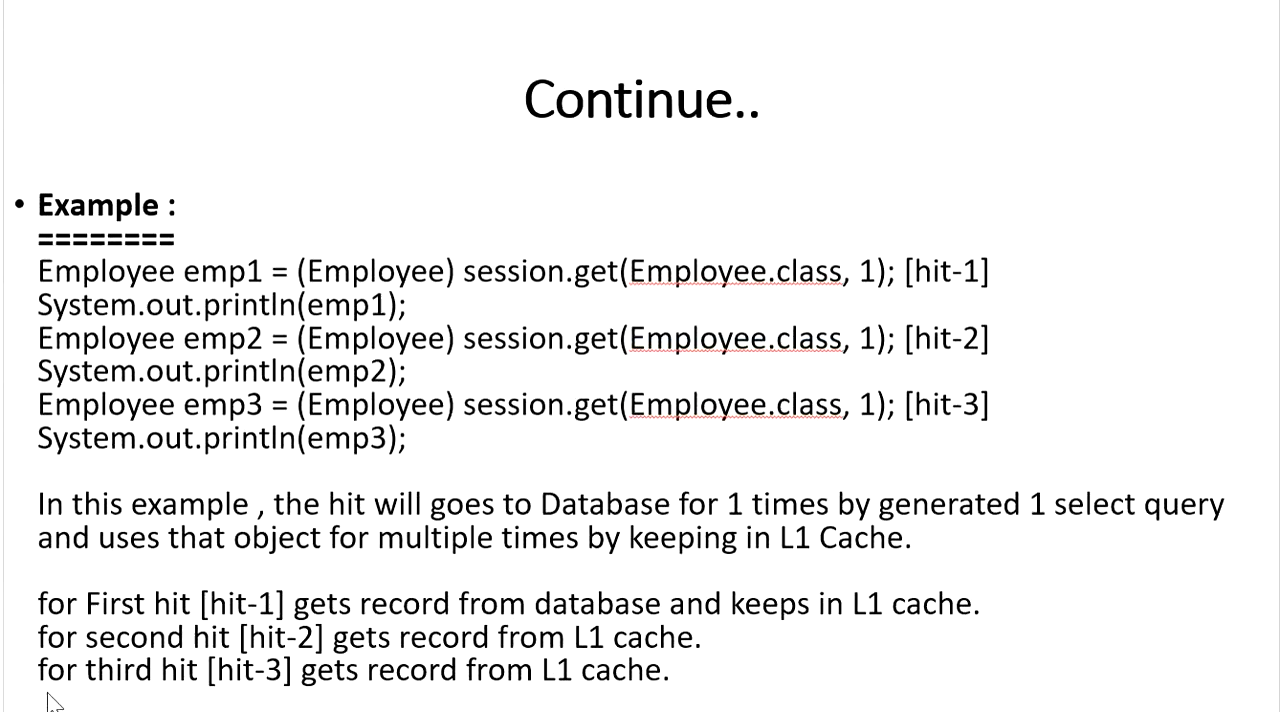 Continue..
• Example :
========
Employee emp1 = (Employee) session.get(Employee.class, 1); [hit-1]
System.out.println(emp1);
Employee emp2 = (Employee) session.get(Employee.class, 1); [hit-2]
System.out.println(emp2);
Employee emp3 = (Employee) session.get(Employee.class, 1); [hit-3]
System.out.println(emp3);
In this example , the hit will goes to Database for 1 times by generated 1 select query
and uses that object for multiple times by keeping in L1 Cache.
for First hit [hit-1] gets record from database and keeps in L1 cache.
for second hit [hit-2] gets record from L1 cache.
for third hit [hit-3] gets record from L1 cache.